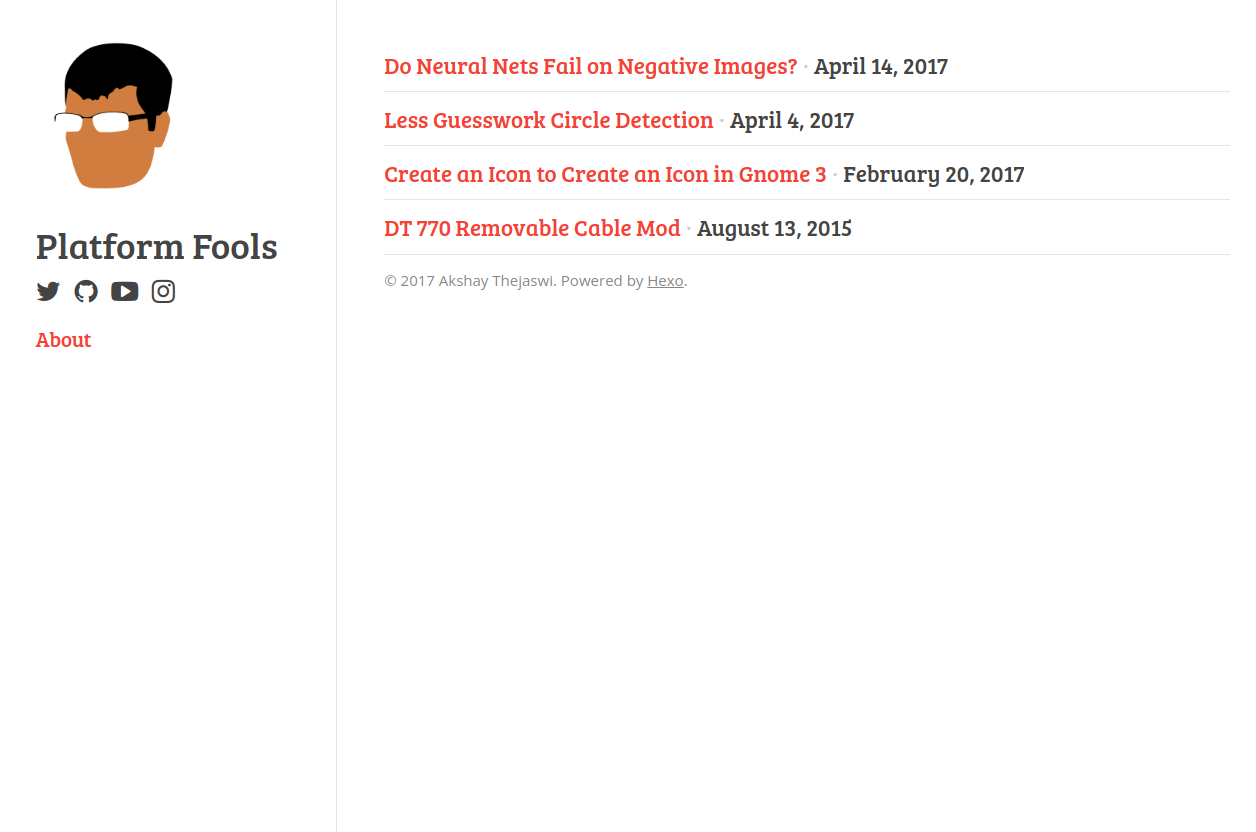 Platform Fools
About
Do Neural Nets Fail on Negative Images? · April 14, 2017
Less Guesswork Circle Detection · April 4, 2017
Create an Icon to Create an Icon in Gnome 3 · February 20, 2017
DT 770 Removable Cable Mod · August 13, 2015
© 2017 Akshay Thejaswi. Powered by Hexo.